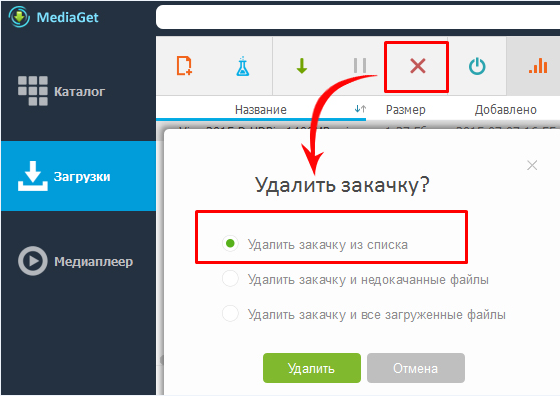 MediaGet
Каталог
Загрузки
Медиаплеер
Название Размер Добавлено
Удалить закачку?
Удалить закачку из списка
Удалить закачку и недокачанные файлы
Удалить закачку и все загруженные файлы
Удалить Отмена